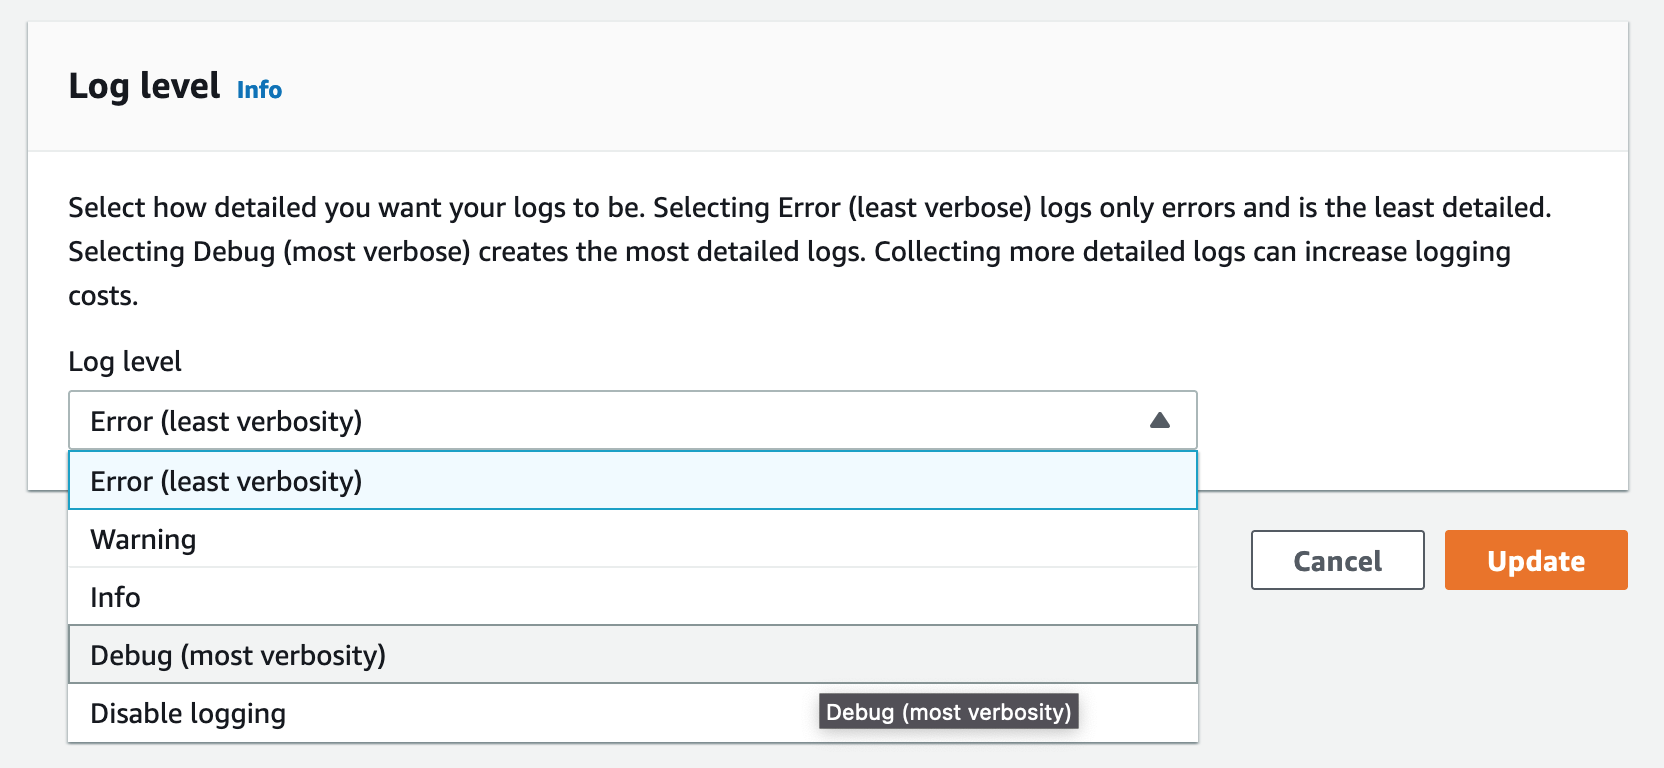 Log level Info
Select how detailed you want your logs to be. Selecting Error (least verbose) logs only errors and is the least detailed.
Selecting Debug (most verbose) creates the most detailed logs. Collecting more detailed logs can increase logging
costs.
Log level
Error (least verbosity)
Error (least verbosity)
Warning
Info
Debug (most verbosity)
Disable logging
Debug (most verbosity)
Cancel
Update